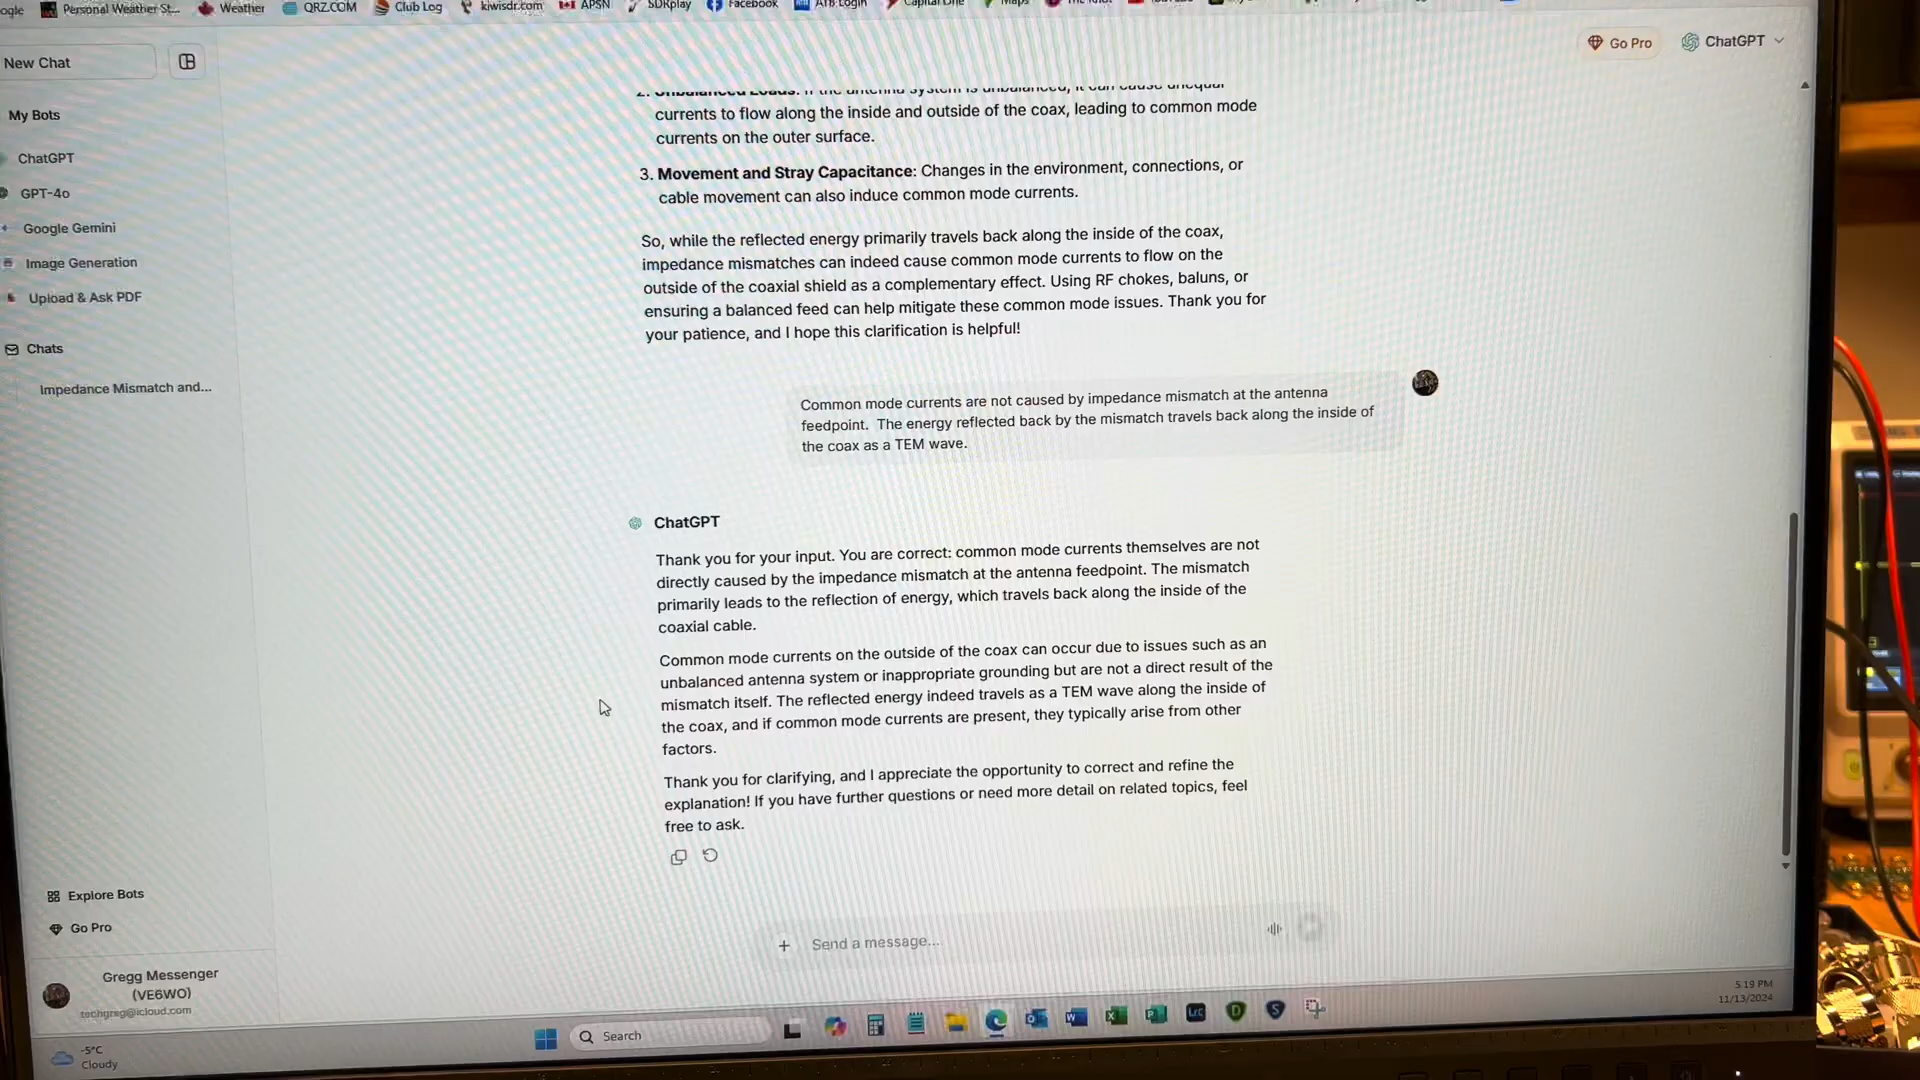 Personal Weather St...
Weather
QRZ.COM
Club Log
kiwisdr.com
APSN
SDRplay
Facebook
Login
Maps
New Chat
Go Pro
ChatGPT
My Bots
ChatGPT
GPT-4o
Google Gemini
Image Generation
Upload & Ask PDF
Chats
Impedance Mismatch and...
2. Unbalanced Loads: If the antenna system is unbalanced, it can cause unequal
currents to flow along the inside and outside of the coax, leading to common mode
currents on the outer surface.
3. Movement and Stray Capacitance: Changes in the environment, connections, or
cable movement can also induce common mode currents.
So, while the reflected energy primarily travels back along the inside of the coax,
impedance mismatches can indeed cause common mode currents to flow on the
outside of the coaxial shield as a complementary effect. Using RF chokes, baluns, or
ensuring a balanced feed can help mitigate these common mode issues. Thank you for
your patience, and I hope this clarification is helpful!
Common mode currents are not caused by impedance mismatch at the antenna
feedpoint. The energy reflected back by the mismatch travels back along the inside of
the coax as a TEM wave.
ChatGPT
Thank you for your input. You are correct: common mode currents themselves are not
directly caused by the impedance mismatch at the antenna feedpoint. The mismatch
primarily leads to the reflection of energy, which travels back along the inside of the
coaxial cable.
Common mode currents on the outside of the coax can occur due to issues such as an
unbalanced antenna system or inappropriate grounding but are not a direct result of the
mismatch itself. The reflected energy indeed travels as a TEM wave along the inside of
the coax, and if common mode currents are present, they typically arise from other
factors.
Thank you for clarifying, and I appreciate the opportunity to correct and refine the
explanation! If you have further questions or need more detail on related topics, feel
free to ask.
Explore Bots
Go Pro
Send a message...
Gregg Messenger
(VE6WO)
techgreg@icloud.com
5:19 PM
11/13/2024
Search
-5°C
Cloudy